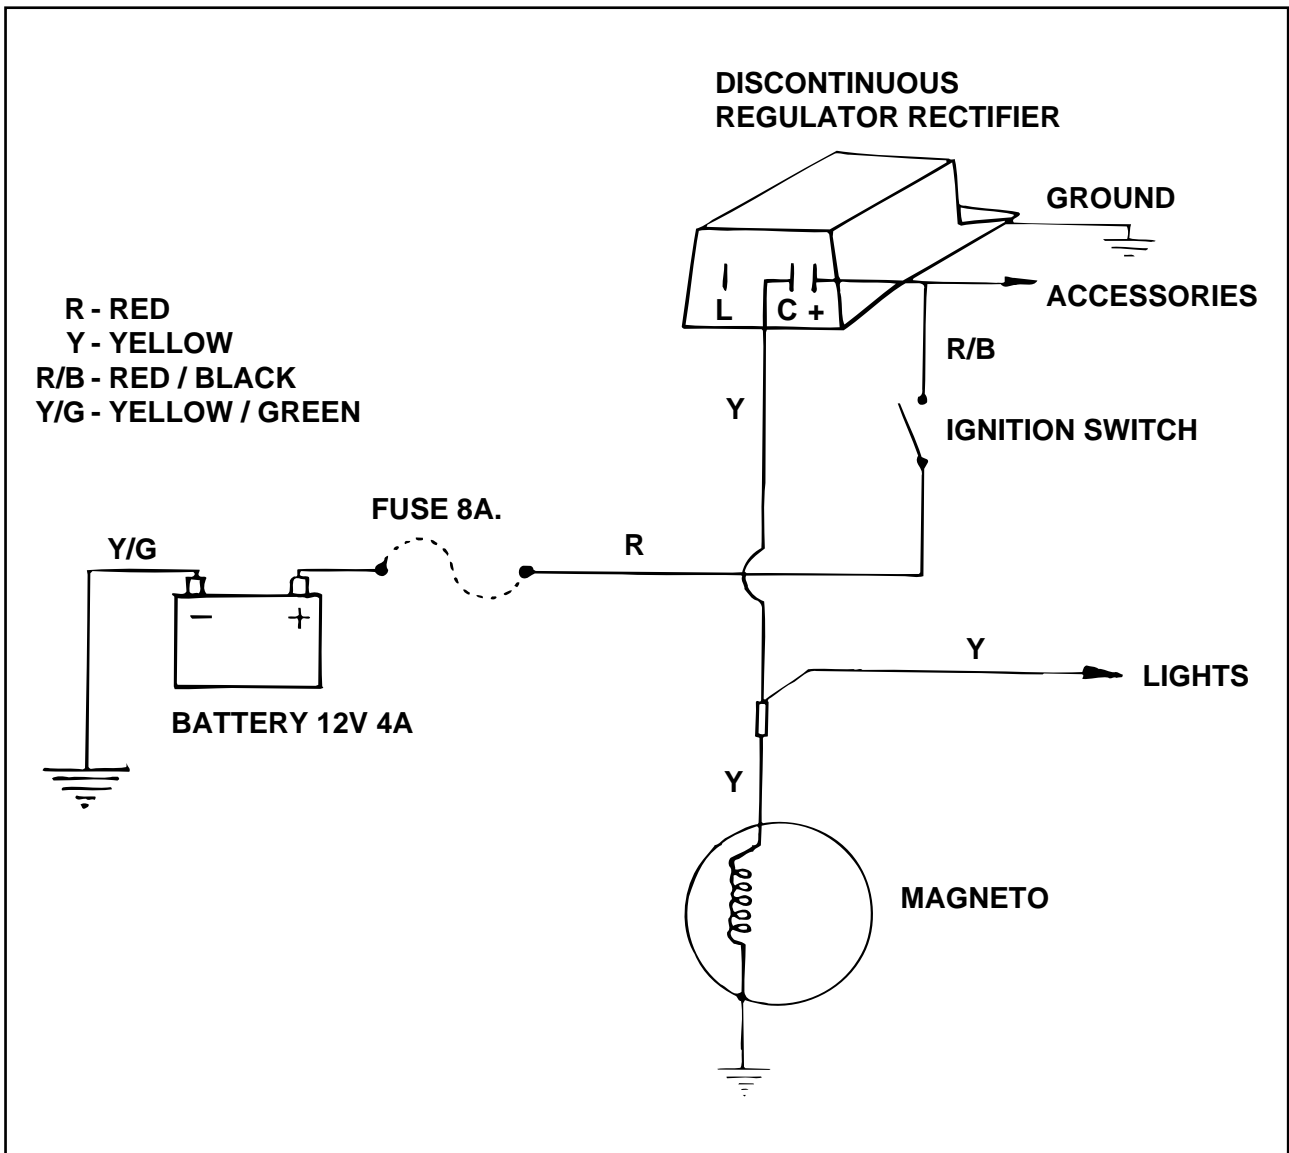 DISCONTINUOUS
REGULATOR RECTIFIER
GROUND
L C +
ACCESSORIES
R - RED
Y - YELLOW
R/B - RED / BLACK
Y/G - YELLOW / GREEN
R/B
Y
IGNITION SWITCH
FUSE 8A.
Y/G
R
- +
Y
LIGHTS
BATTERY 12V 4A
Y
MAGNETO